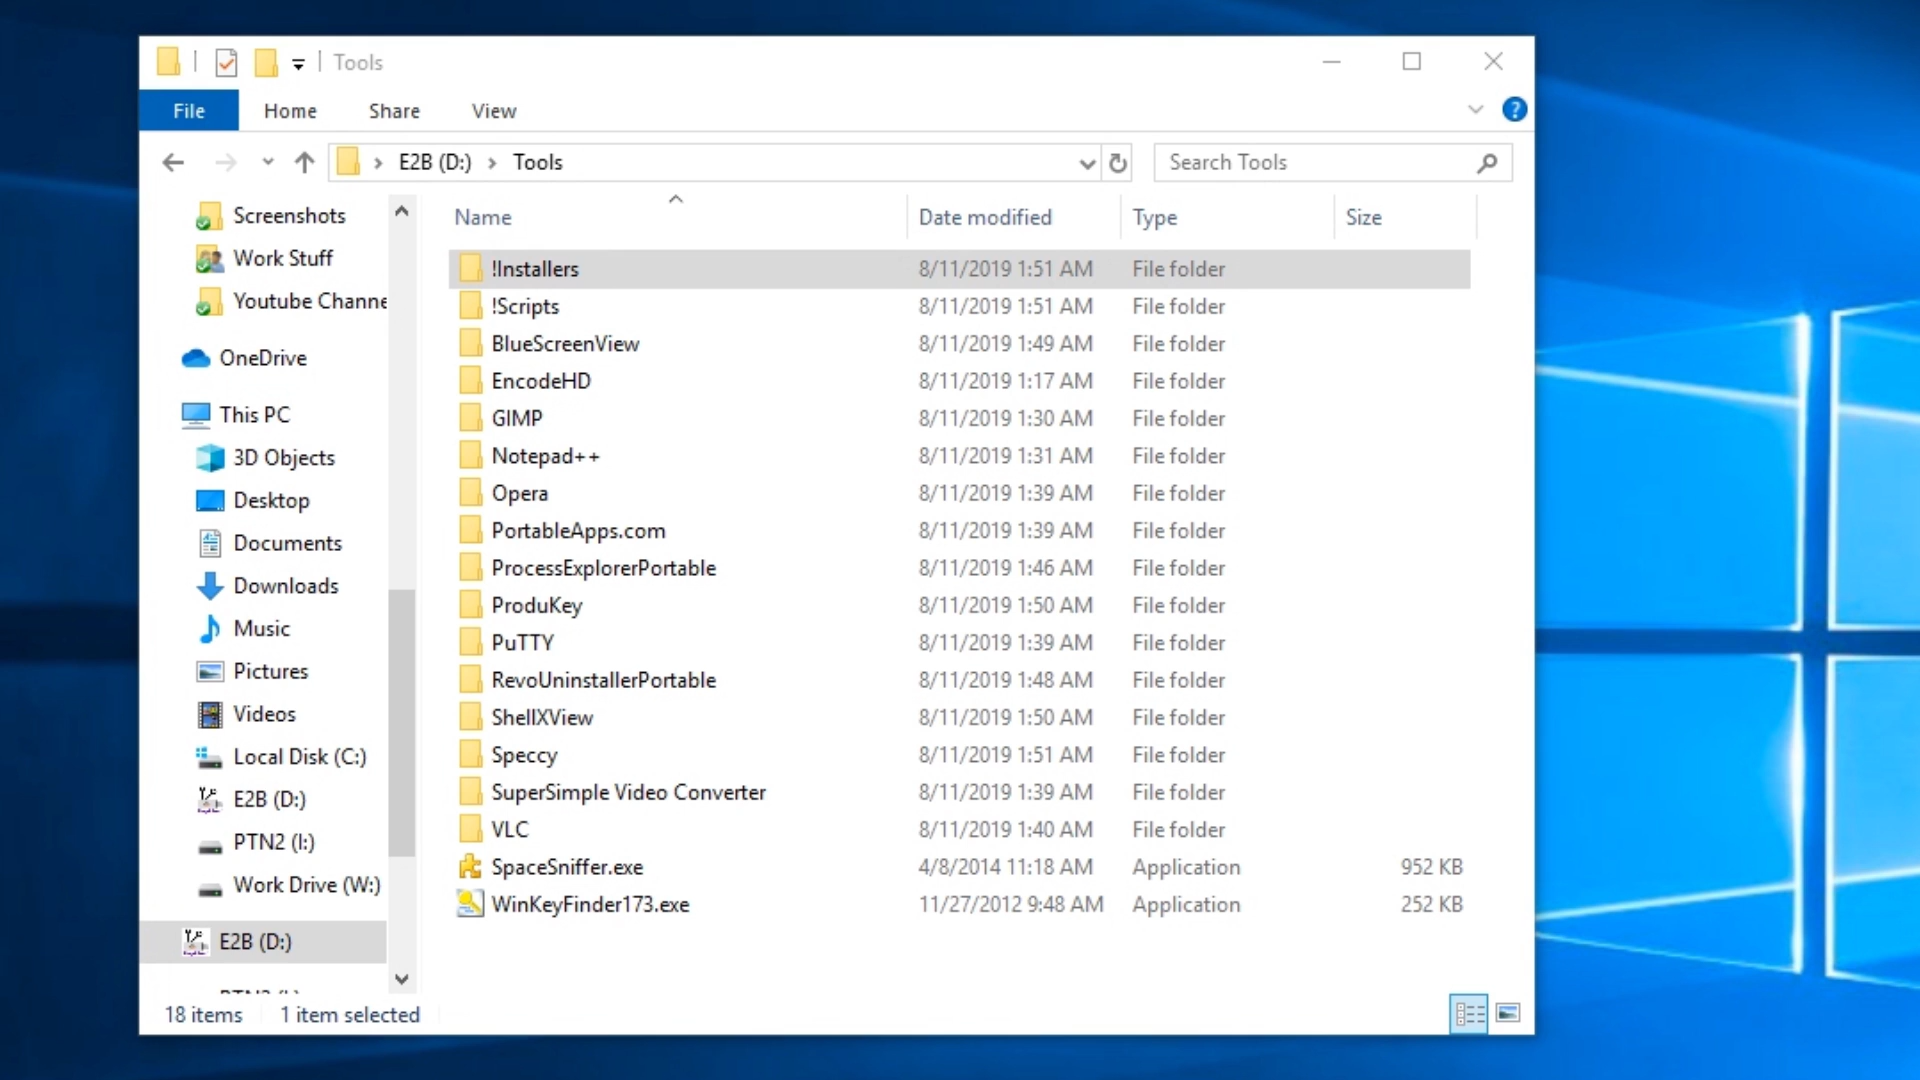 Tools
File Home Share View
E2B (D:) Tools Search Tools
Screenshots
Work Stuff
Youtube Channe
OneDrive
This PC
3D Objects
Desktop
Documents
Downloads
Music
Pictures
Videos
Local Disk (C:)
E2B (D:)
PTN2 (I:)
Work Drive (W:)
E2B (D:)
Name Date modified Type Size
!Installers 8/11/2019 1:51 AM File folder
!Scripts 8/11/2019 1:51 AM File folder
BlueScreenView 8/11/2019 1:49 AM File folder
EncodeHD 8/11/2019 1:17 AM File folder
GIMP 8/11/2019 1:30 AM File folder
Notepad++ 8/11/2019 1:31 AM File folder
Opera 8/11/2019 1:39 AM File folder
PortableApps.com 8/11/2019 1:39 AM File folder
ProcessExplorerPortable 8/11/2019 1:46 AM File folder
ProduKey 8/11/2019 1:50 AM File folder
PuTTY 8/11/2019 1:39 AM File folder
RevoUninstallerPortable 8/11/2019 1:48 AM File folder
ShellXView 8/11/2019 1:50 AM File folder
Speccy 8/11/2019 1:51 AM File folder
SuperSimple Video Converter 8/11/2019 1:39 AM File folder
VLC 8/11/2019 1:40 AM File folder
SpaceSniffer.exe 4/8/2014 11:18 AM Application 952 KB
WinKeyFinder173.exe 11/27/2012 9:48 AM Application 252 KB
18 items 1 item selected